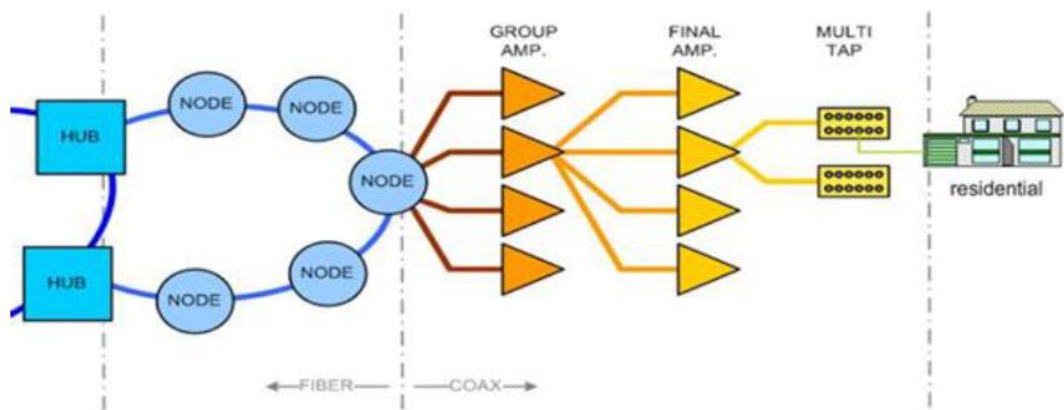 GROUP
AMP.
FINAL
AMP.
MULTI
TAP
HUB
NODE
NODE
NODE
residential
HUB
NODE
NODE
FIBER
COAX